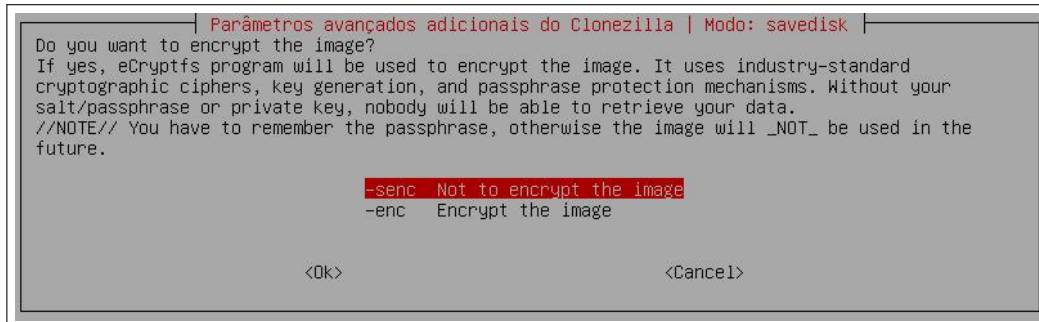 Parâmetros avançados adicionais do Clonezilla | Modo: savedisk
Do you want to encrypt the image?
If yes, eCryptfs program will be used to encrypt the image. It uses industry-standard
cryptographic ciphers, key generation, and passphrase protection mechanisms. Without your
salt/passphrase or private key, nobody will be able to retrieve your data.
//NOTE// You have to remember the passphrase, otherwise the image will _NOT_ be used in the
future.
-senc Not to encrypt the image
-enc Encrypt the image
<Ok> <Cancel>